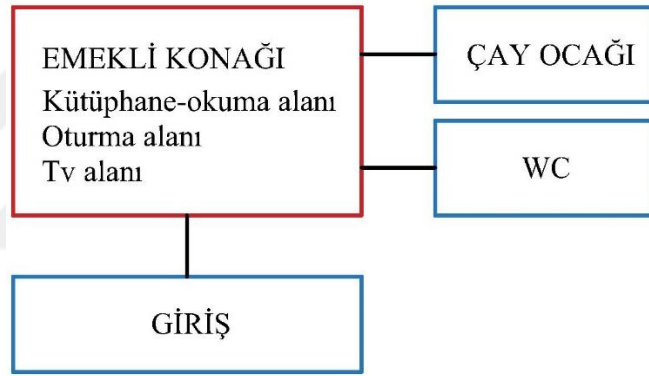 EMEKLİ KONAĞI
Kütüphane-okuma alanı
Oturma alanı
Tv alanı
ÇAY OCAĞI
WC
GİRİŞ